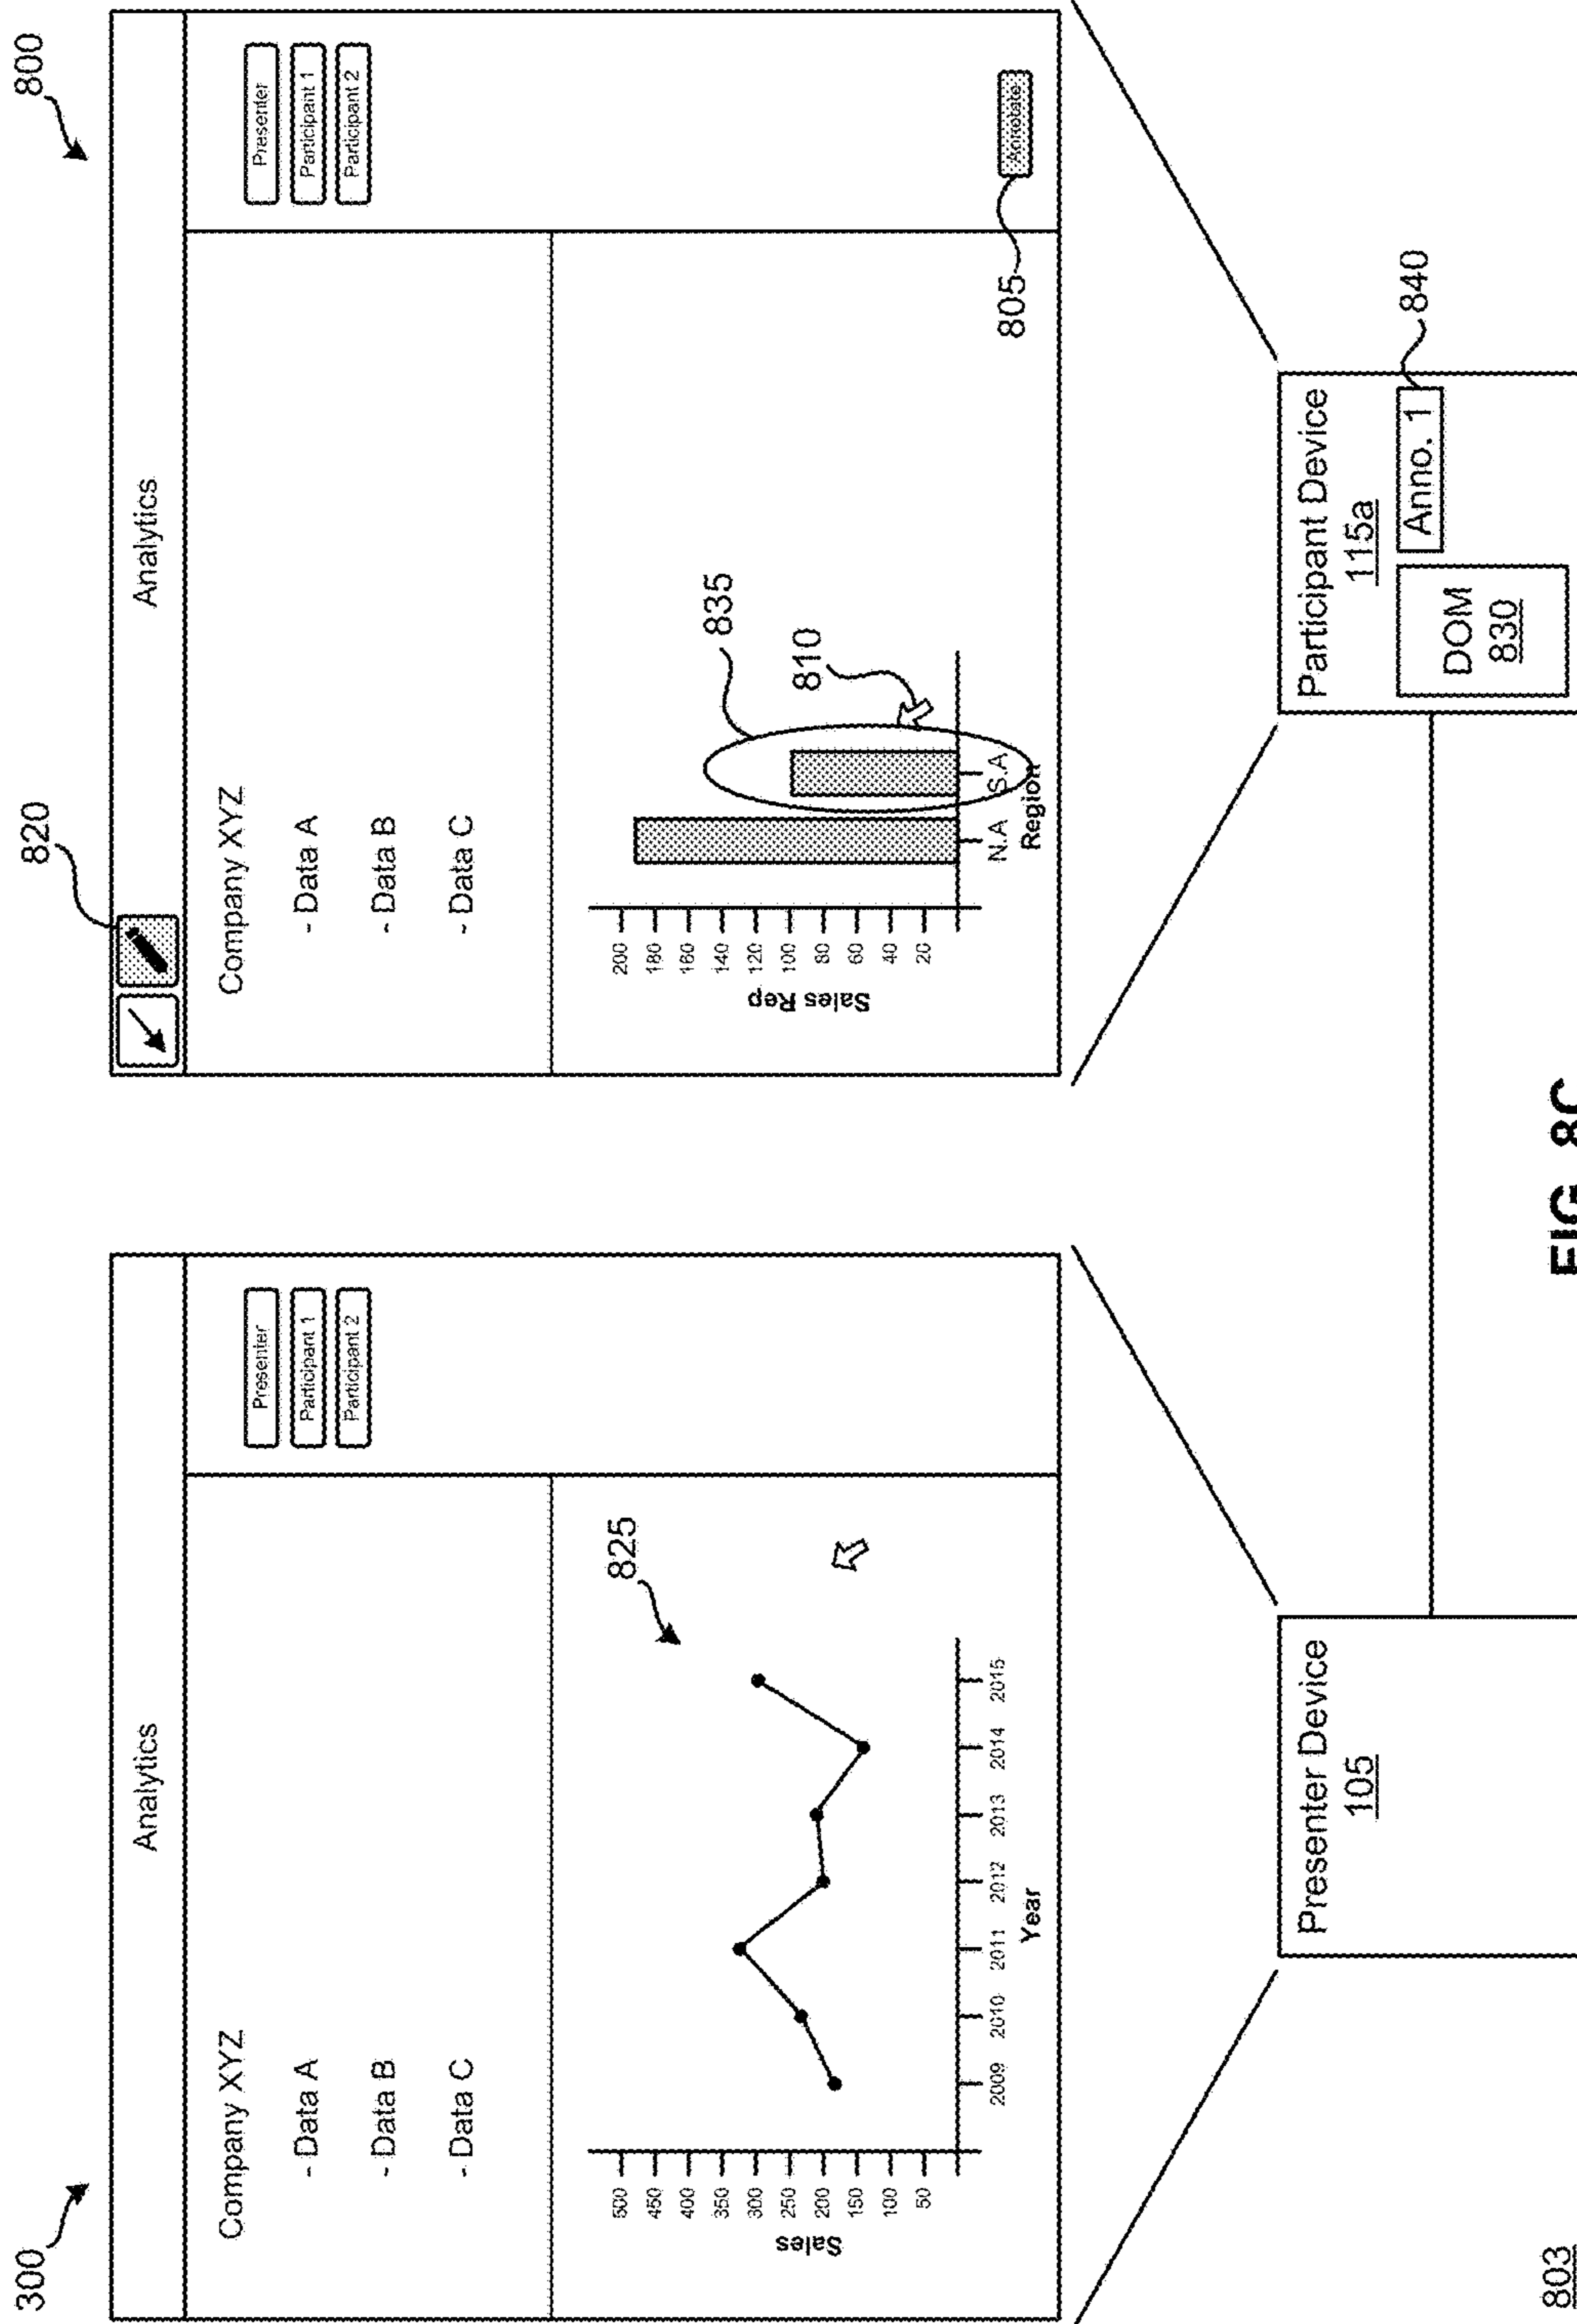 300
Analytics
Company XYZ
- Data A
- Data B
- Data C
Presenter
Participant 1
Participant 2
825
Sales
500
450
400
350
300
250
200
150
100
50
2009 2010 2011 2012 2013 2014 2015
Year
Presenter Device
105
803
800
820
Analytics
Company XYZ
- Data A
- Data B
- Data C
Presenter
Participant 1
Participant 2
835
810
Sales Rep
200
180
160
140
120
100
80
60
40
20
N.A S.A
Region
805
Annotate
Participant Device
115a
DOM
830
Anno. 1
840
FIG. 8C